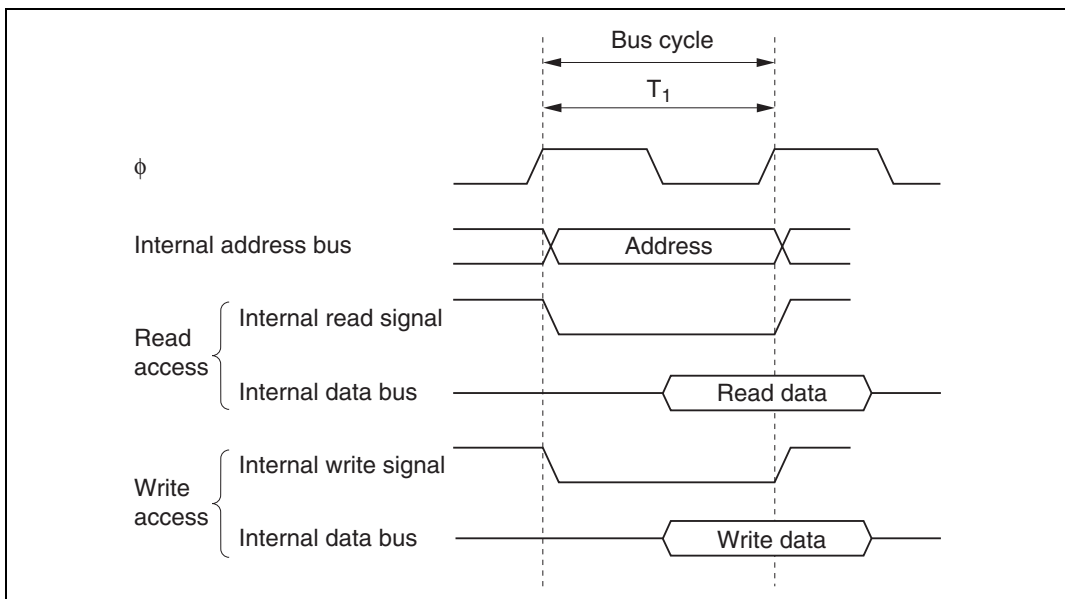 Bus cycle
T₁
ϕ
Internal address bus
Address
Read
access
Internal read signal
Internal data bus
Read data
Write
access
Internal write signal
Internal data bus
Write data